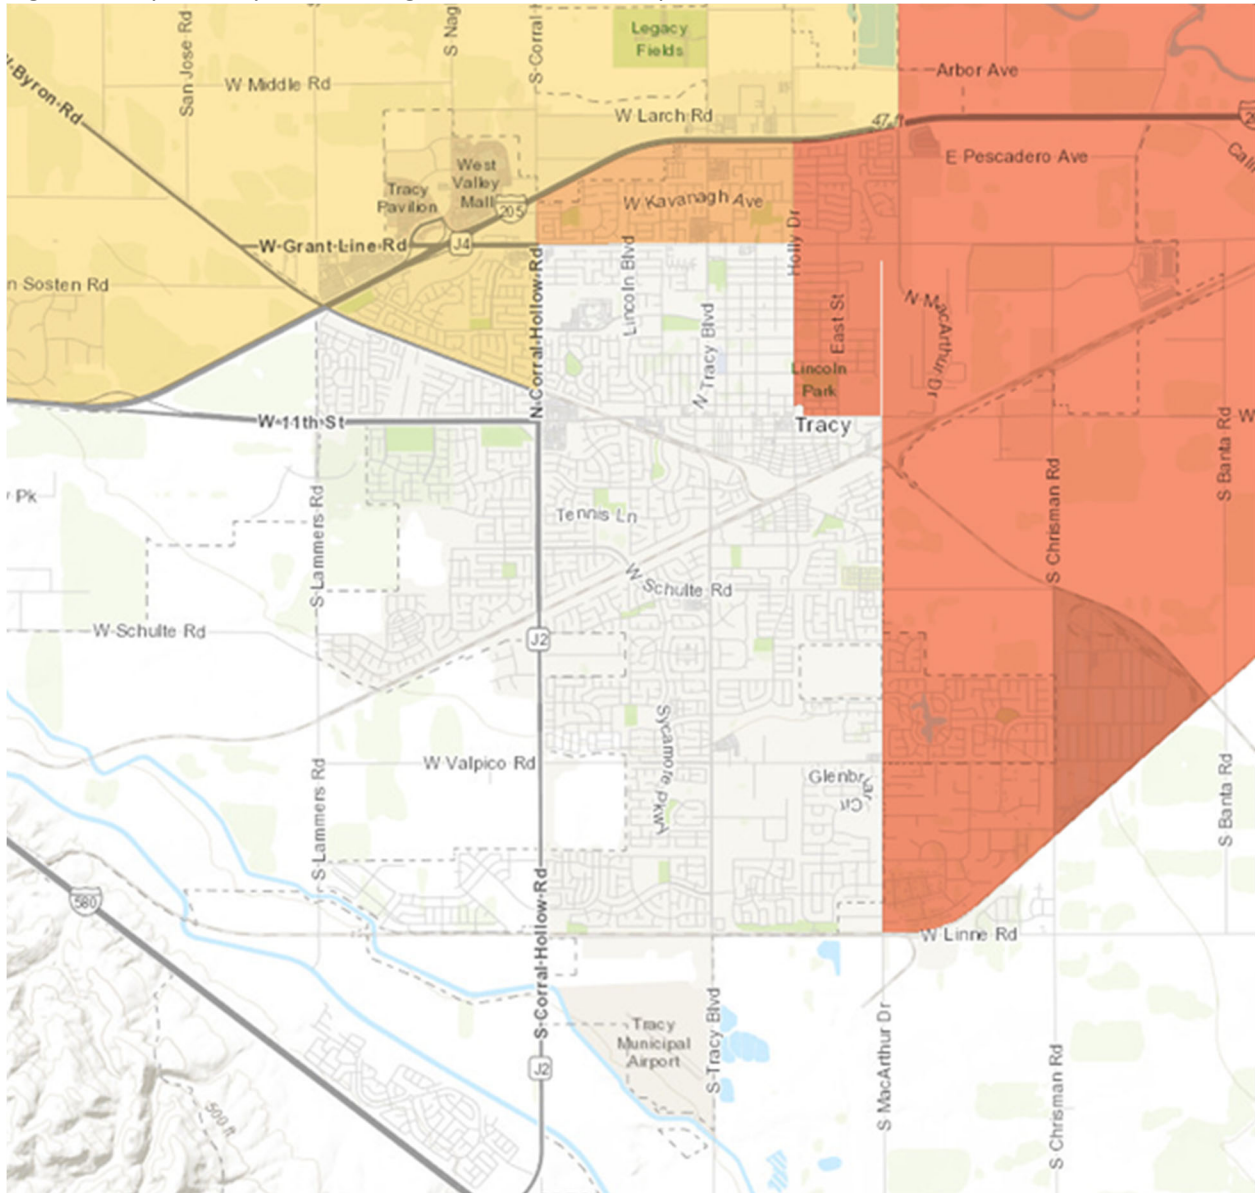 Legacy
Fields
San Jose Rd
S Nag
S Corral
W Middle Rd
Arbor Ave
Byron Rd
W Larch Rd
47 ft
E Pescadero Ave
West
Valley
Mall
Tracy
Pavilion
205
W Kavanagh Ave
W Grant Line Rd
J4
Holly Dr
n Sosten Rd
Lincoln Blvd
N Corral Hollow Rd
N Tracy Blvd
East St
N MacArthur Dr
Lincoln
Park
W 11th St
Tracy
S Banta Rd
W
Pk
S Lammers Rd
Tennis Ln
S Chrisman Rd
W Schulte Rd
W Schulte Rd
J2
Sycamore Pkwy
W Valpico Rd
Glenbriar Cir
S Lammers Rd
S Banta Rd
580
S Corral Hollow Rd
W Linne Rd
Tracy
Municipal
Airport
S Tracy Blvd
S MacArthur Dr
S Chrisman Rd
J2
500 ft